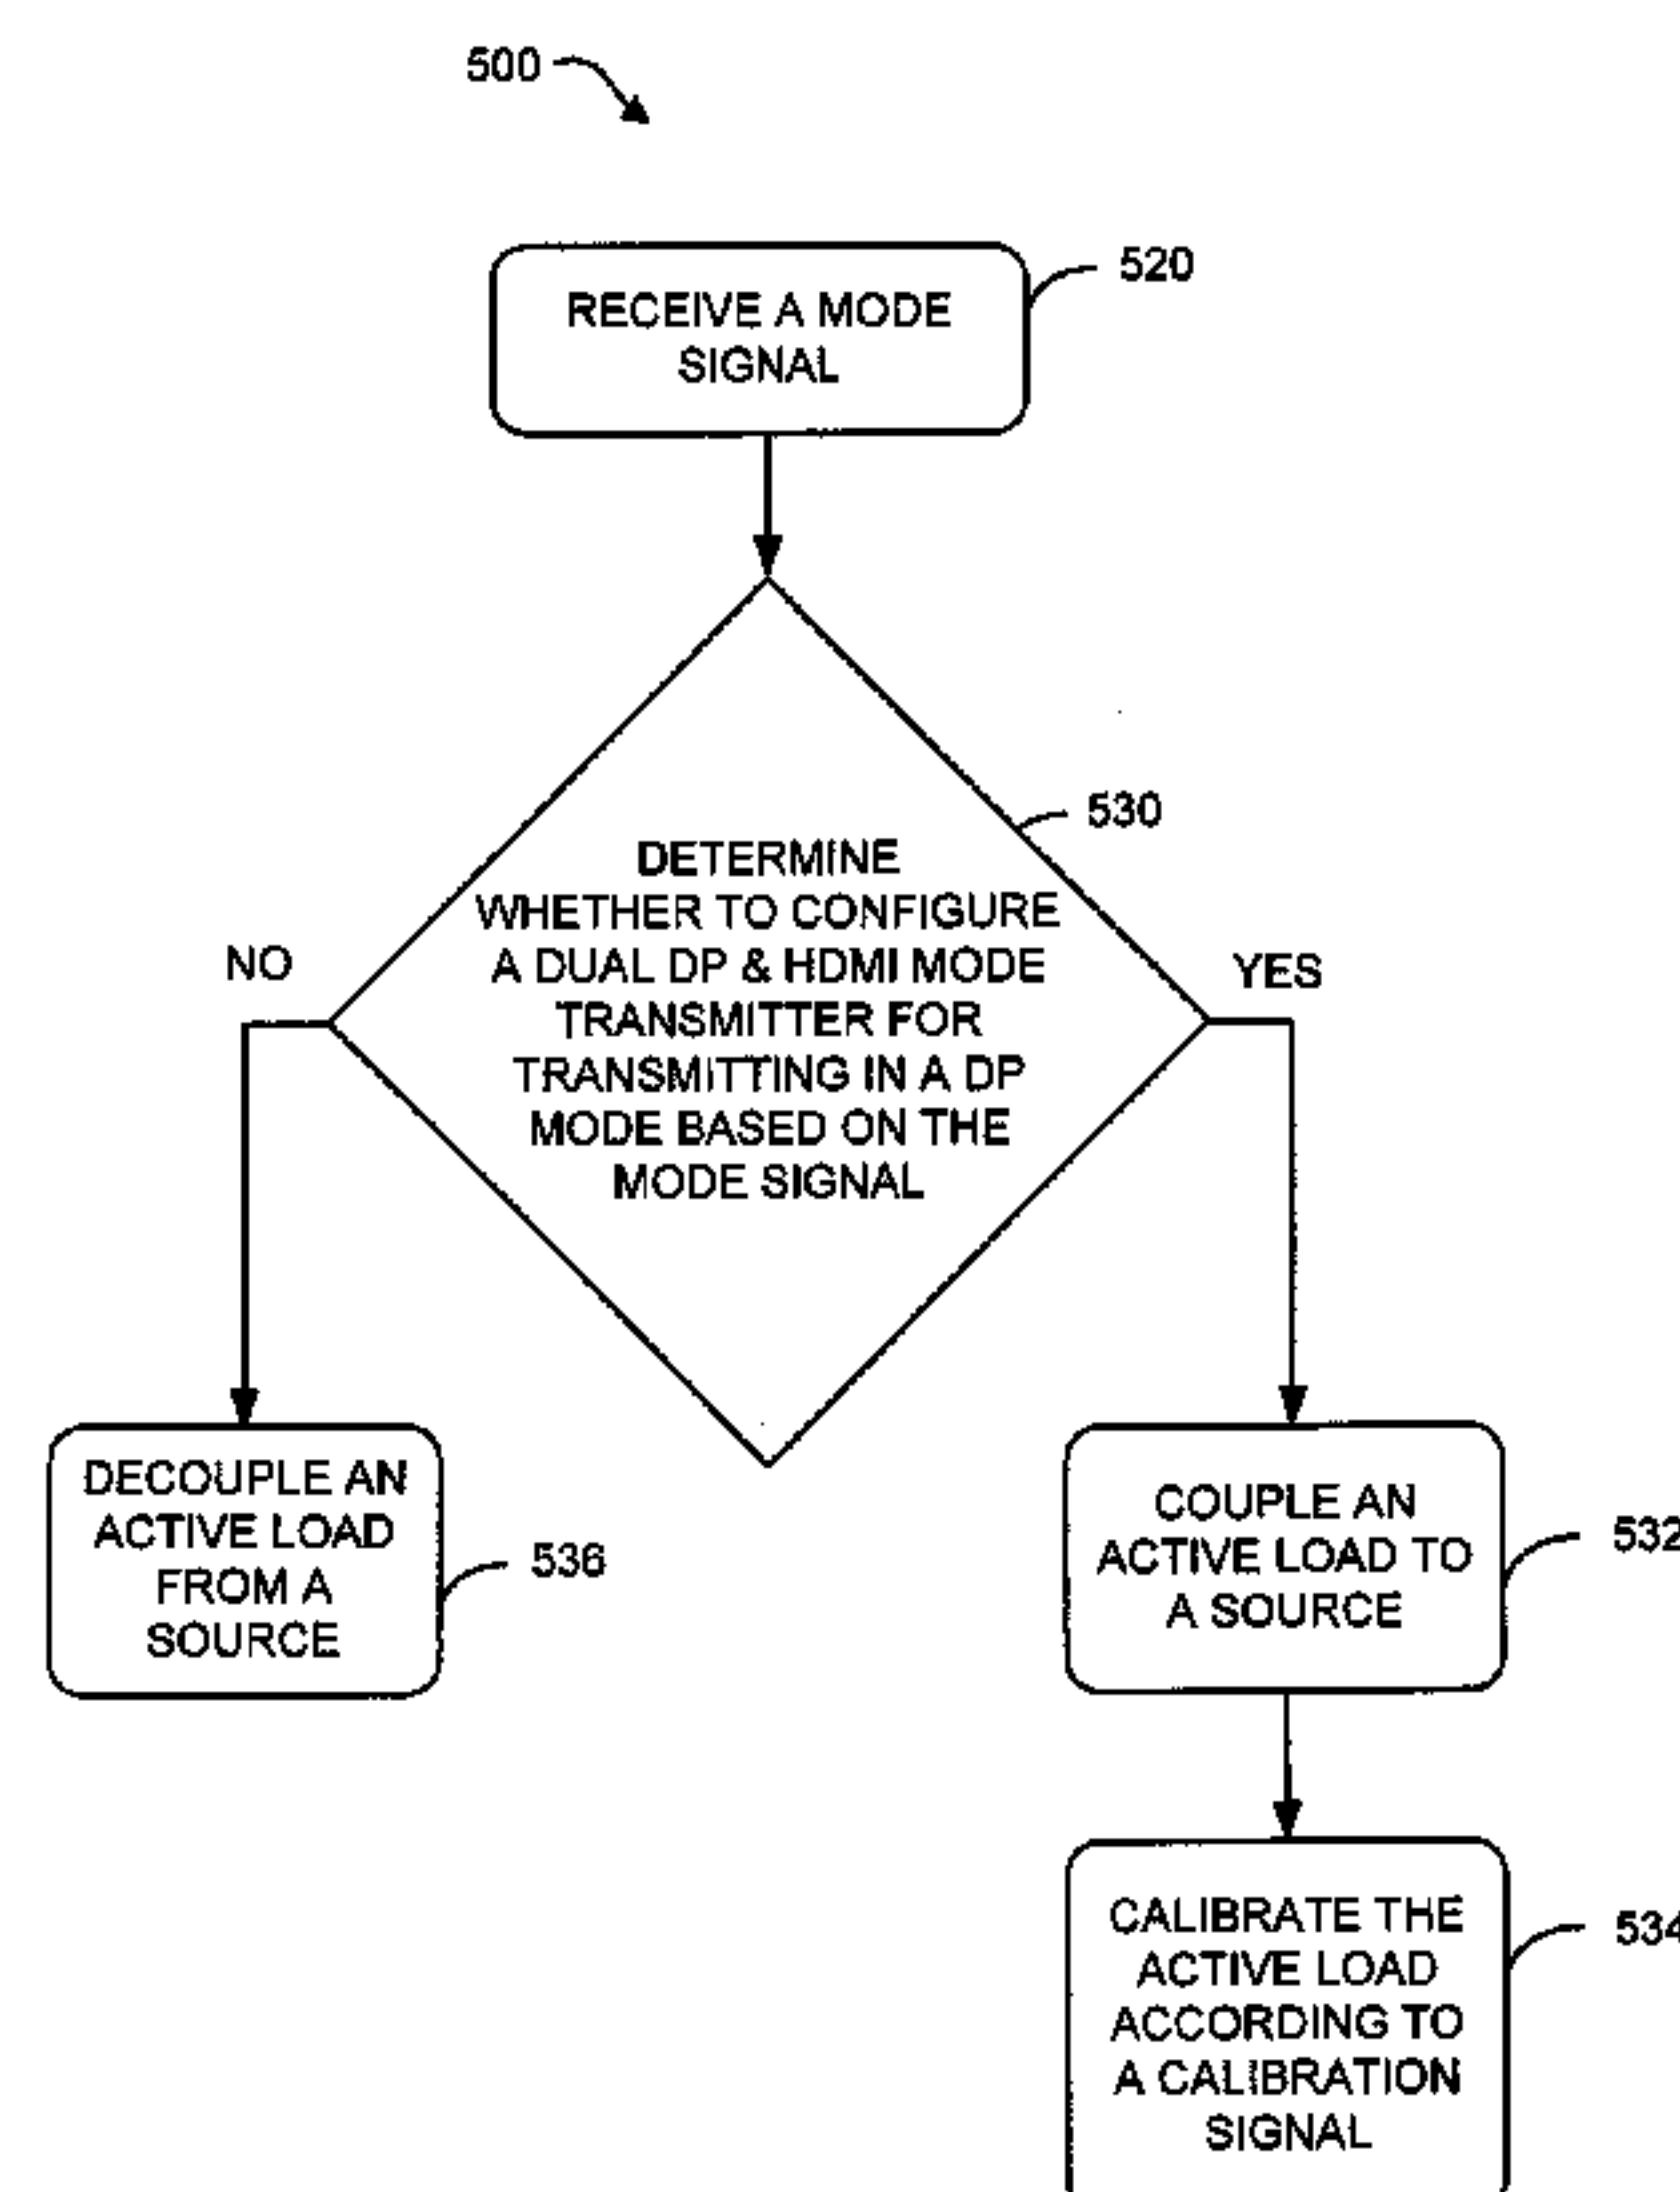 500
520
RECEIVE A MODE
SIGNAL
530
DETERMINE
WHETHER TO CONFIGURE
A DUAL DP & HDMI MODE
TRANSMITTER FOR
TRANSMITTING IN A DP
MODE BASED ON THE
MODE SIGNAL
NO
YES
DECOUPLE AN
ACTIVE LOAD
FROM A
SOURCE
536
COUPLE AN
ACTIVE LOAD TO
A SOURCE
532
CALIBRATE THE
ACTIVE LOAD
ACCORDING TO
A CALIBRATION
SIGNAL
534